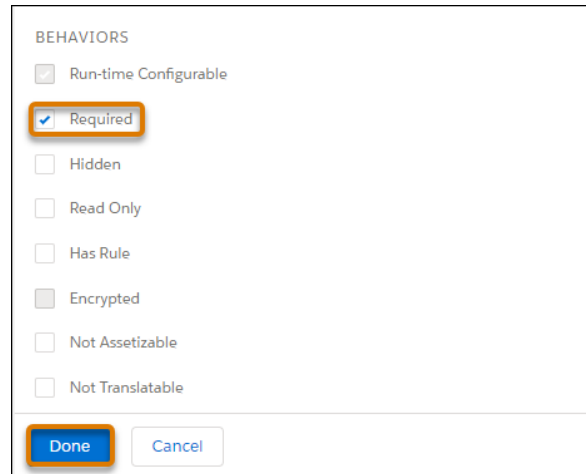 BEHAVIORS
Run-time Configurable
Required
Hidden
Read Only
Has Rule
Encrypted
Not Assetizable
Not Translatable
Done Cancel